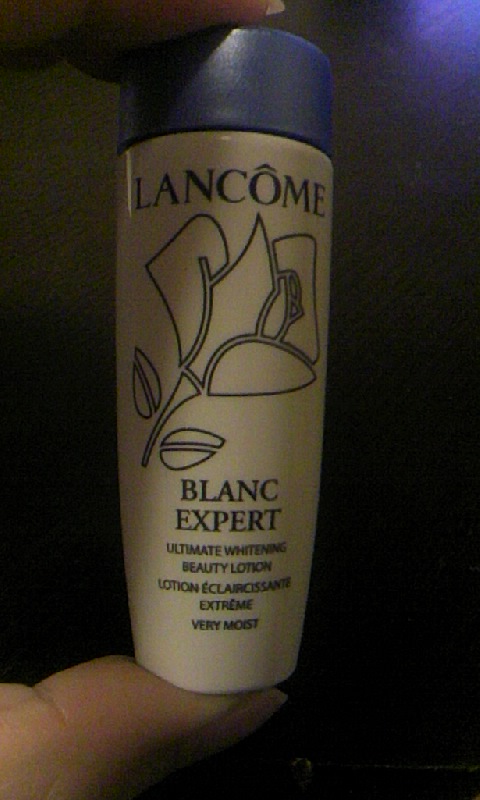 LANCÔME
BLANC
EXPERT
ULTIMATE WHITENING
BEAUTY LOTION
LOTION ÉCLAIRCISSANTE
EXTRÊME
VERY MOIST